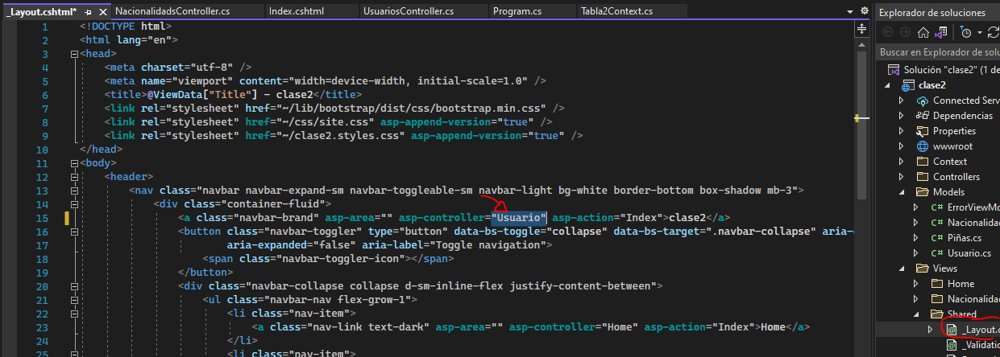 _Layout.cshtml*
NacionalidadsController.cs
Index.cshtml
UsuariosController.cs
Program.cs
Tabla2Context.cs
1 <!DOCTYPE html>
2 <html lang="en">
3 <head>
4 <meta charset="utf-8" />
5 <meta name="viewport" content="width=device-width, initial-scale=1.0" />
6 <title>@ViewData["Title"] - clase2</title>
7 <link rel="stylesheet" href="~/lib/bootstrap/dist/css/bootstrap.min.css" />
8 <link rel="stylesheet" href="~/css/site.css" asp-append-version="true" />
9 <link rel="stylesheet" href="~/clase2.styles.css" asp-append-version="true" />
10 </head>
11 <body>
12 <header>
13 <nav class="navbar navbar-expand-sm navbar-toggleable-sm navbar-light bg-white border-bottom box-shadow mb-3">
14 <div class="container-fluid">
15 <a class="navbar-brand" asp-area="" asp-controller="Usuario" asp-action="Index">clase2</a>
16 <button class="navbar-toggler" type="button" data-bs-toggle="collapse" data-bs-target=".navbar-collapse" aria-
17 aria-expanded="false" aria-label="Toggle navigation">
18 <span class="navbar-toggler-icon"></span>
19 </button>
20 <div class="navbar-collapse collapse d-sm-inline-flex justify-content-between">
21 <ul class="navbar-nav flex-grow-1">
22 <li class="nav-item">
23 <a class="nav-link text-dark" asp-area="" asp-controller="Home" asp-action="Index">Home</a>
24 </li>
25 <li class="nav-item">
Explorador de soluciones
Buscar en Explorador de solu
Solución "clase2" (1 de
clase2
Connected Serv
Dependencias
Properties
wwwroot
Context
Controllers
Models
C# ErrorViewMo
C# Nacionalidad
C# Piñas.cs
C# Usuario.cs
Views
Home
Nacionalidad
Shared
_Layout.c
_Validatio